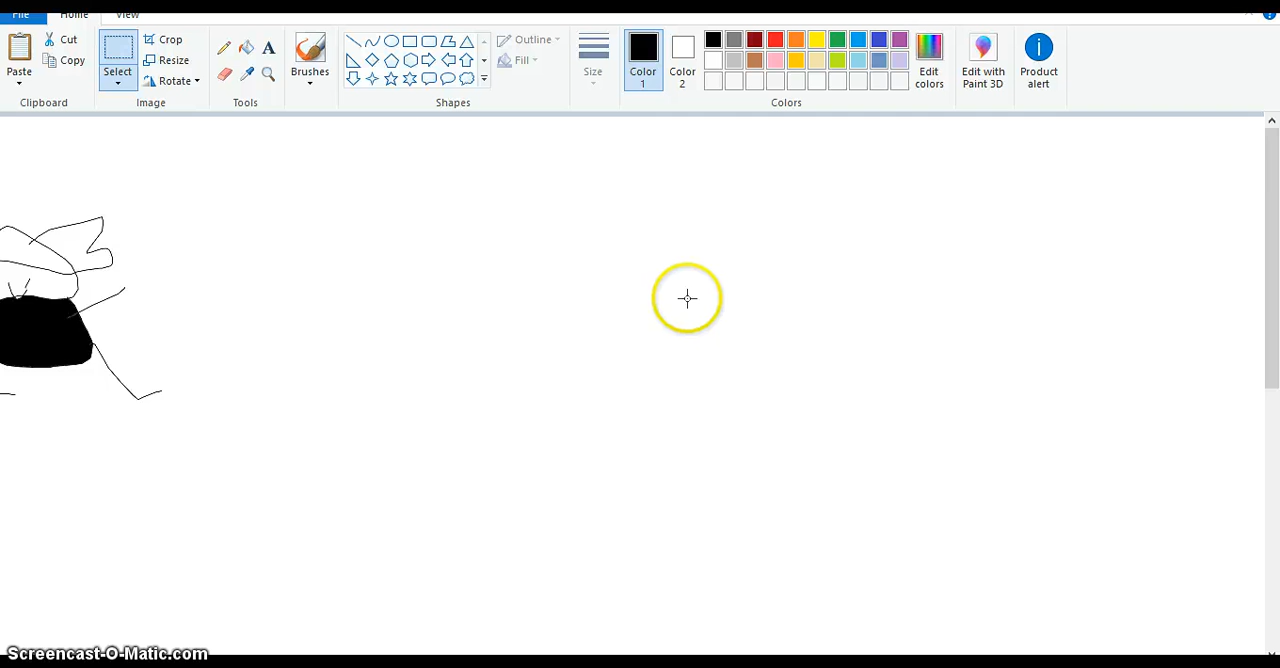 File Home View
Paste
Cut
Copy
Clipboard
Select
Crop
Resize
Rotate
Image
A
Tools
Brushes
Shapes
Outline
Fill
Size
Color 1
Color 2
Colors
Edit colors
Edit with Paint 3D
Product alert
Screencast-O-Matic.com